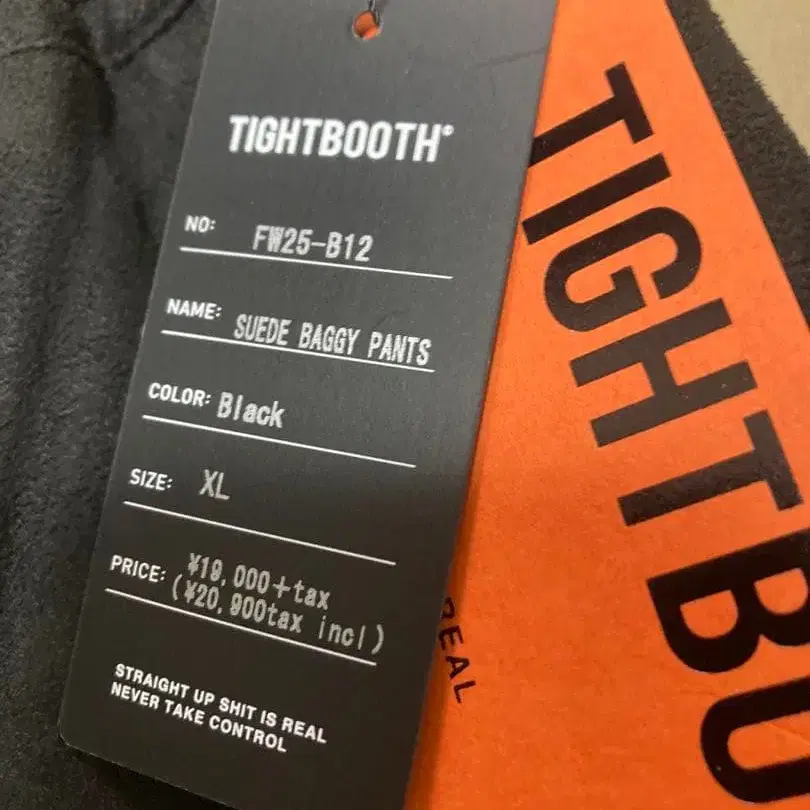 TIGHTBOOTH°
NO: FW25-B12
NAME: SUEDE BAGGY PANTS
COLOR: Black
SIZE: XL
PRICE: ¥19,000+tax
(¥20,900tax incl)
STRAIGHT UP SHIT IS REAL
NEVER TAKE CONTROL
TIGHTBO
REAL